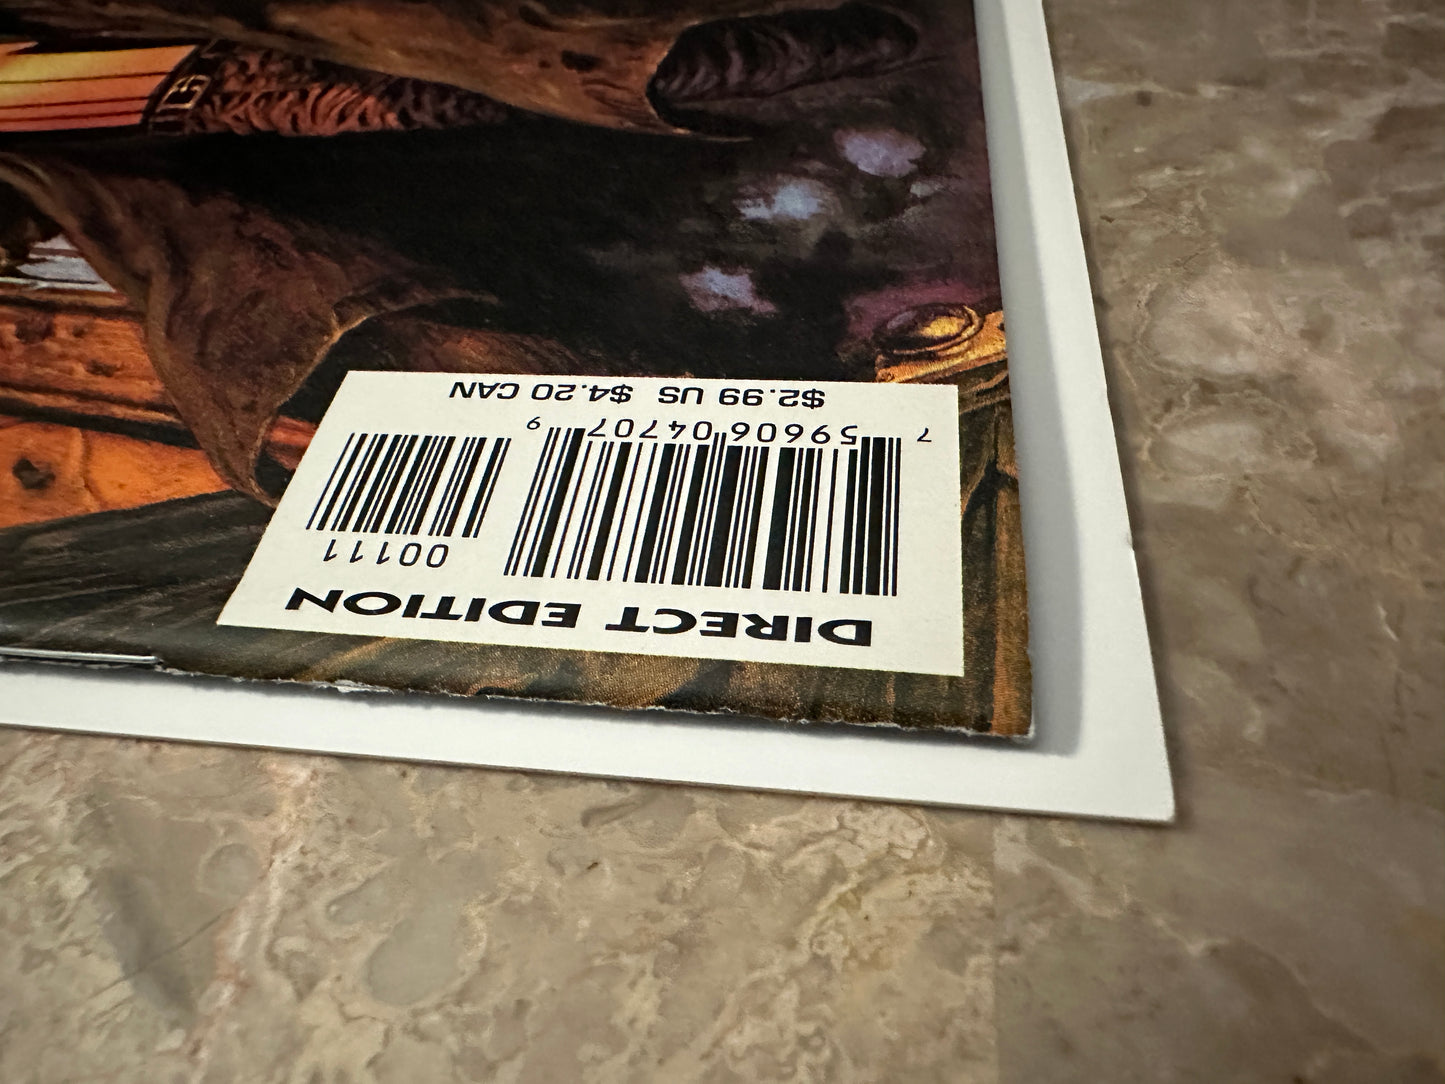 DIRECT EDITION
00111
7 59606 04707 9
$2.99 US $4.20 CAN